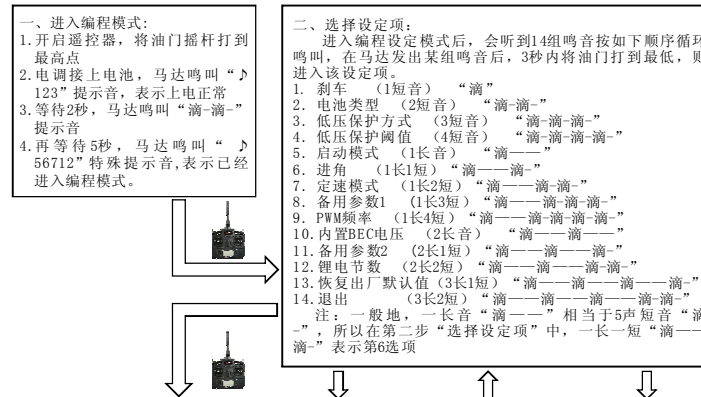 一、进入编程模式:
1.开启遥控器，将油门摇杆打到
最高点
2.电调接上电池，马达鸣叫“♪
123”提示音，表示上电正常
3.等待2秒，马达鸣叫“滴-滴-”
提示音
4.再等待5秒，马达鸣叫“ ♪
56712”特殊提示音,表示已经
进入编程模式。
二、选择设定项：
进入编程设定模式后，会听到14组鸣音按如下顺序循环
鸣叫，在马达发出某组鸣音后，3秒内将油门打到最低，则
进入该设定项。
1. 刹车 （1短音） “滴”
2. 电池类型 （2短音） “滴-滴-”
3. 低压保护方式 （3短音） “滴-滴-滴-”
4. 低压保护阈值 （4短音） “滴-滴-滴-滴-”
5. 启动模式 （1长音） “滴——”
6. 进角 （1长1短） “滴——滴-”
7. 定速模式 （1长2短）“滴——滴-滴-”
8. 备用参数1 （1长3短）“滴——滴-滴-滴-”
9. PWM频率 （1长4短）“滴——滴-滴-滴-滴-”
10.内置BEC电压 （2长音） “滴——滴——”
11.备用参数2 （2长1短）“滴——滴——滴-”
12.锂电节数 （2长2短）“滴——滴——滴-滴-”
13.恢复出厂默认值（3长1短）“滴——滴——滴——滴-”
14.退出 （3长2短）“滴——滴——滴——滴-滴-”
注：一般地，一长音“滴——”相当于5声短音“滴
-”，所以在第二步“选择设定项”中，一长一短“滴——
滴-”表示第6选项